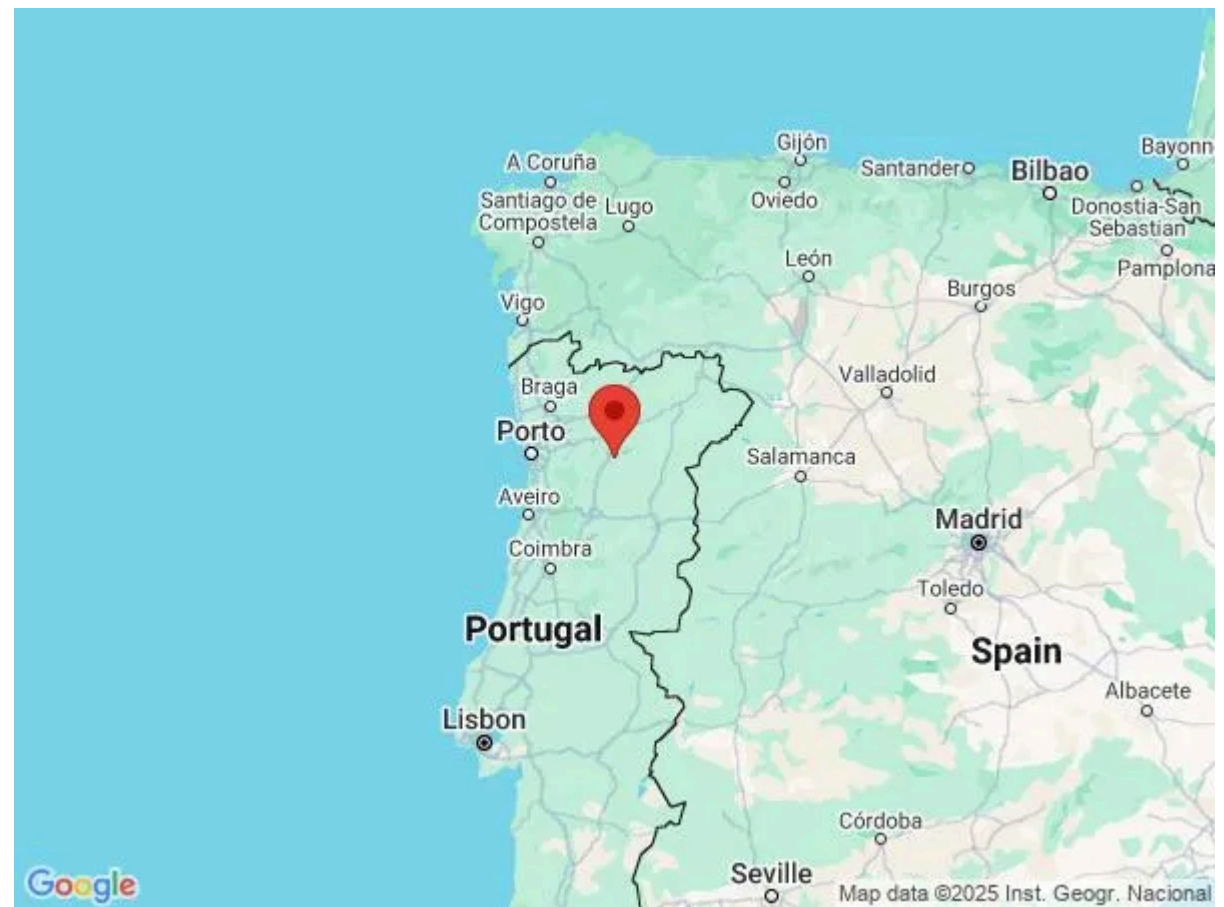 A Coruña
Gijón
Bayonn
Santander
Bilbao
Santiago de
Compostela
Lugo
Oviedo
Donostia-San
Sebastian
León
Pamplona
Vigo
Burgos
Braga
Valladolid
Porto
Salamanca
Aveiro
Madrid
Coimbra
Toledo
Portugal
Spain
Albacete
Lisbon
Córdoba
Seville
Google
Map data ©2025 Inst. Geogr. Nacional